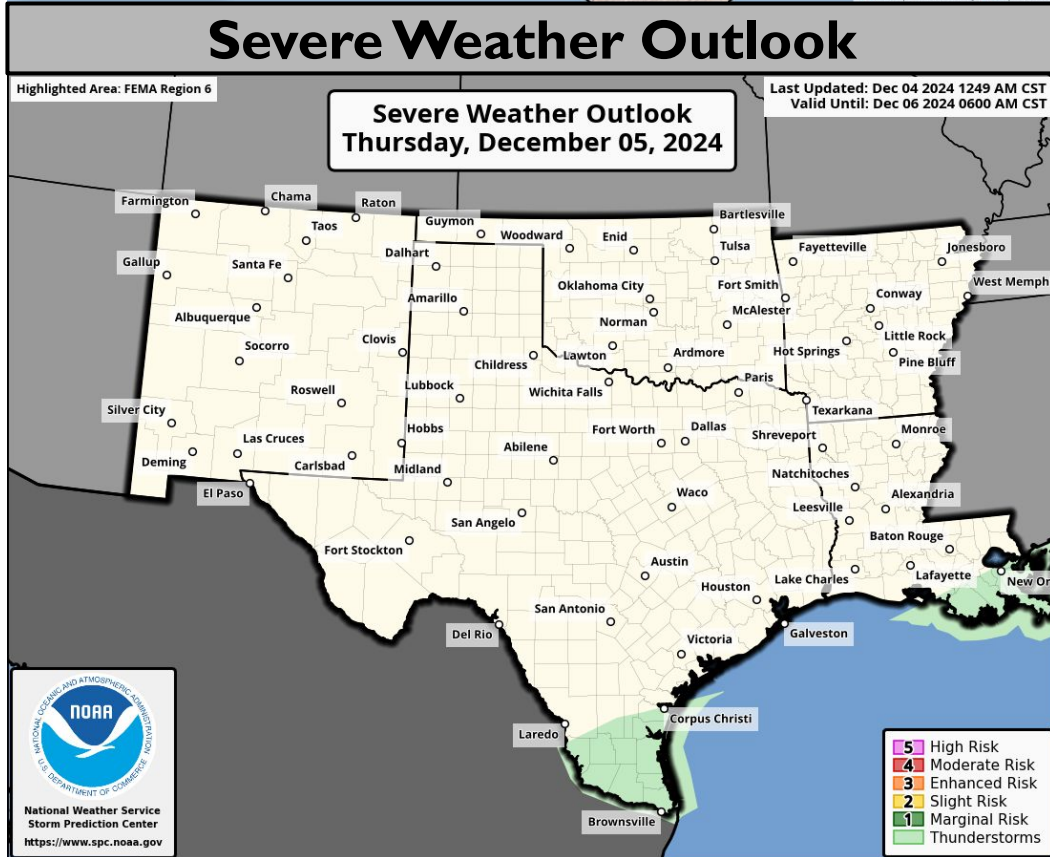 Severe Weather Outlook
Highlighted Area: FEMA Region 6
Last Updated: Dec 04 2024 1249 AM CST
Valid Until: Dec 06 2024 0600 AM CST
Severe Weather Outlook
Thursday, December 05, 2024
Farmington
Chama
Raton
Taos
Guymon
Woodward
Enid
Bartlesville
Tulsa
Fayetteville
Jonesboro
Gallup
Santa Fe
Dalhart
Oklahoma City
Fort Smith
West Memph
Albuquerque
Amarillo
Norman
McAlester
Conway
Socorro
Clovis
Childress
Lawton
Ardmore
Hot Springs
Little Rock
Pine Bluff
Roswell
Lubbock
Wichita Falls
Paris
Texarkana
Silver City
Las Cruces
Hobbs
Abilene
Fort Worth
Dallas
Shreveport
Monroe
Deming
Carlsbad
Midland
Natchitoches
El Paso
San Angelo
Waco
Leesville
Alexandria
Fort Stockton
Austin
Baton Rouge
Houston
Lake Charles
Lafayette
New Or
San Antonio
Del Rio
Victoria
Galveston
Laredo
Corpus Christi
Brownsville
NATIONAL OCEANIC AND ATMOSPHERIC ADMINISTRATION
NOAA
U.S. DEPARTMENT OF COMMERCE
National Weather Service
Storm Prediction Center
https://www.spc.noaa.gov
5 High Risk
4 Moderate Risk
3 Enhanced Risk
2 Slight Risk
1 Marginal Risk
Thunderstorms